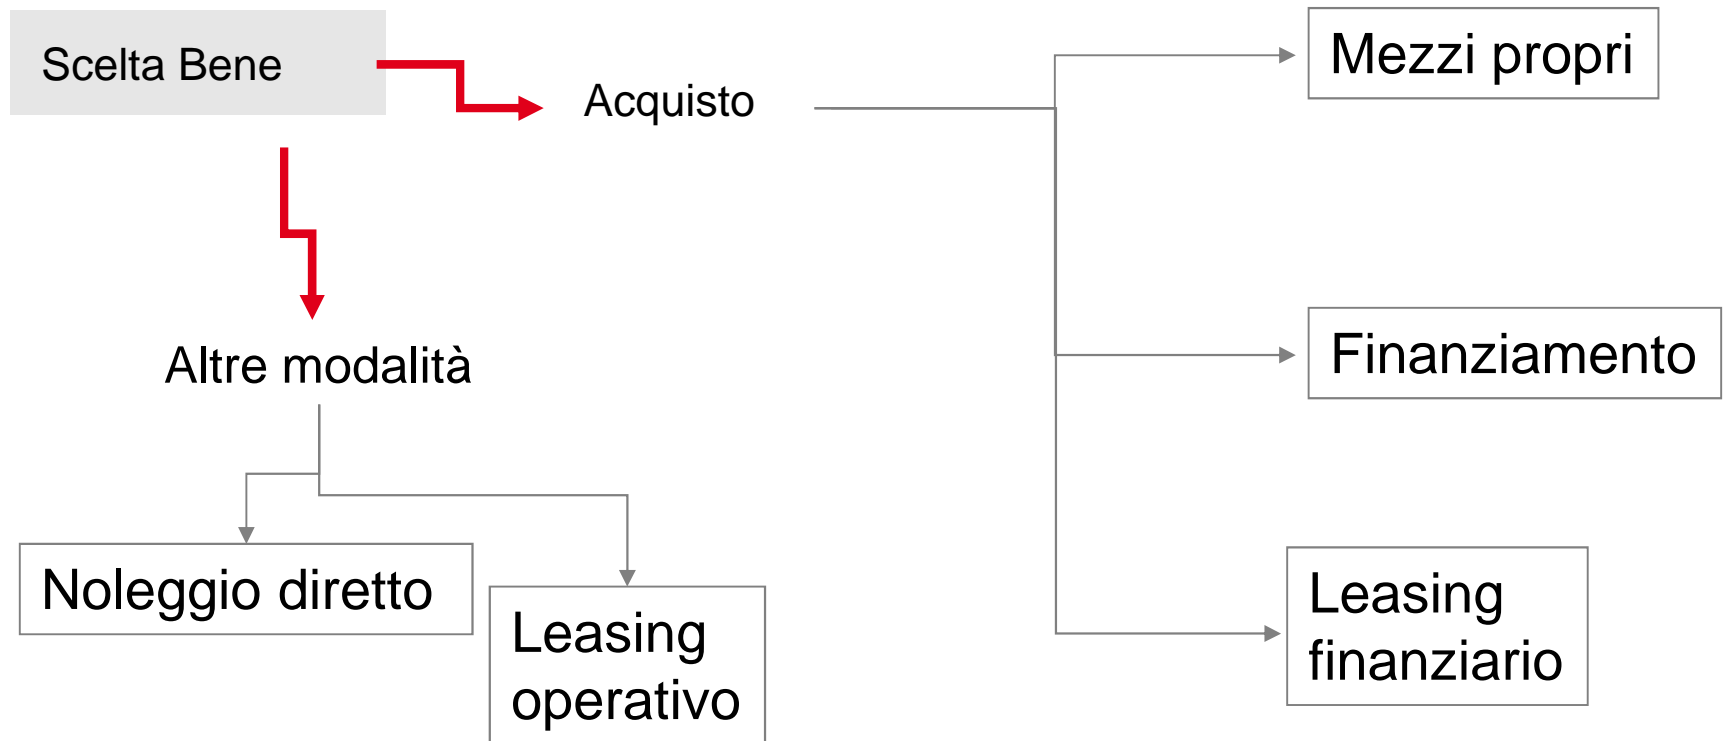 Scelta Bene
Acquisto
Mezzi propri
Finanziamento
Altre modalità
Noleggio diretto
Leasing
operativo
Leasing
finanziario